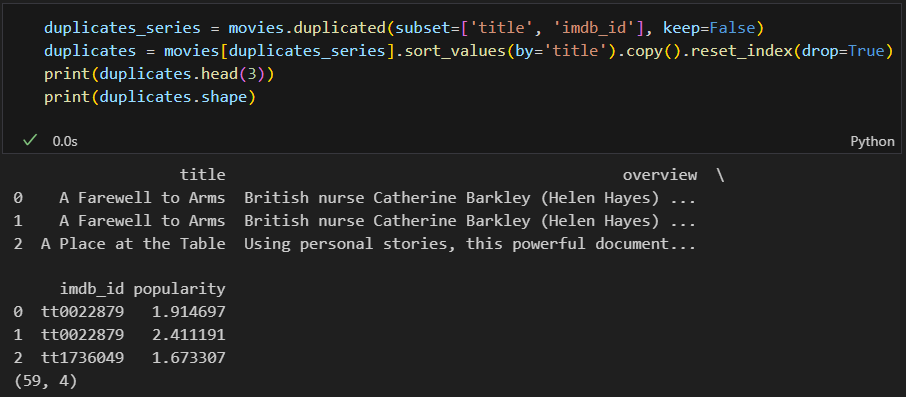 duplicates_series = movies.duplicated(subset=['title', 'imdb_id'], keep=False)
duplicates = movies[duplicates_series].sort_values(by='title').copy().reset_index(drop=True)
print(duplicates.head(3))
print(duplicates.shape)
0.0s
Python
title overview \
0 A Farewell to Arms British nurse Catherine Barkley (Helen Hayes) ...
1 A Farewell to Arms British nurse Catherine Barkley (Helen Hayes) ...
2 A Place at the Table Using personal stories, this powerful document...
imdb_id popularity
0 tt0022879 1.914697
1 tt0022879 2.411191
2 tt1736049 1.673307
(59, 4)